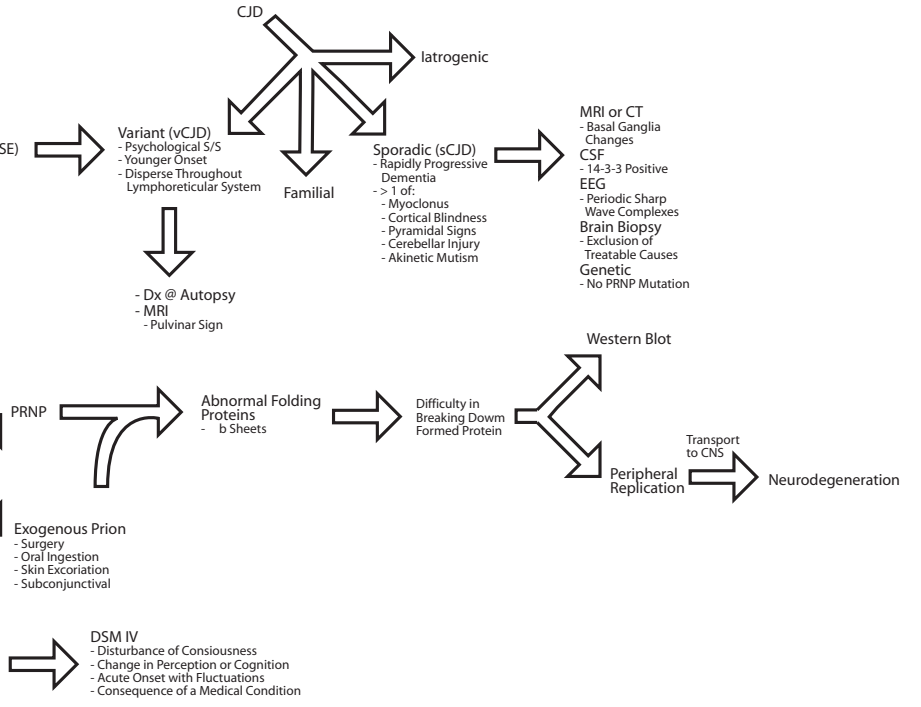 CJD
Iatrogenic
SE)
Variant (vCJD)
- Psychological S/S
- Younger Onset
- Disperse Throughout
Lymphoreticular System
Familial
Sporadic (sCJD)
- Rapidly Progressive
Dementia
- > 1 of:
- Myoclonus
- Cortical Blindness
- Pyramidal Signs
- Cerebellar Injury
- Akinetic Mutism
MRI or CT
- Basal Ganglia
Changes
CSF
- 14-3-3 Positive
EEG
- Periodic Sharp
Wave Complexes
Brain Biopsy
- Exclusion of
Treatable Causes
Genetic
- No PRNP Mutation
- Dx @ Autopsy
- MRI
- Pulvinar Sign
PRNP
Abnormal Folding
Proteins
- b Sheets
Difficulty in
Breaking Dowm
Formed Protein
Western Blot
Peripheral
Replication
Transport
to CNS
Neurodegeneration
Exogenous Prion
- Surgery
- Oral Ingestion
- Skin Excoriation
- Subconjunctival
DSM IV
- Disturbance of Consiousness
- Change in Perception or Cognition
- Acute Onset with Fluctuations
- Consequence of a Medical Condition